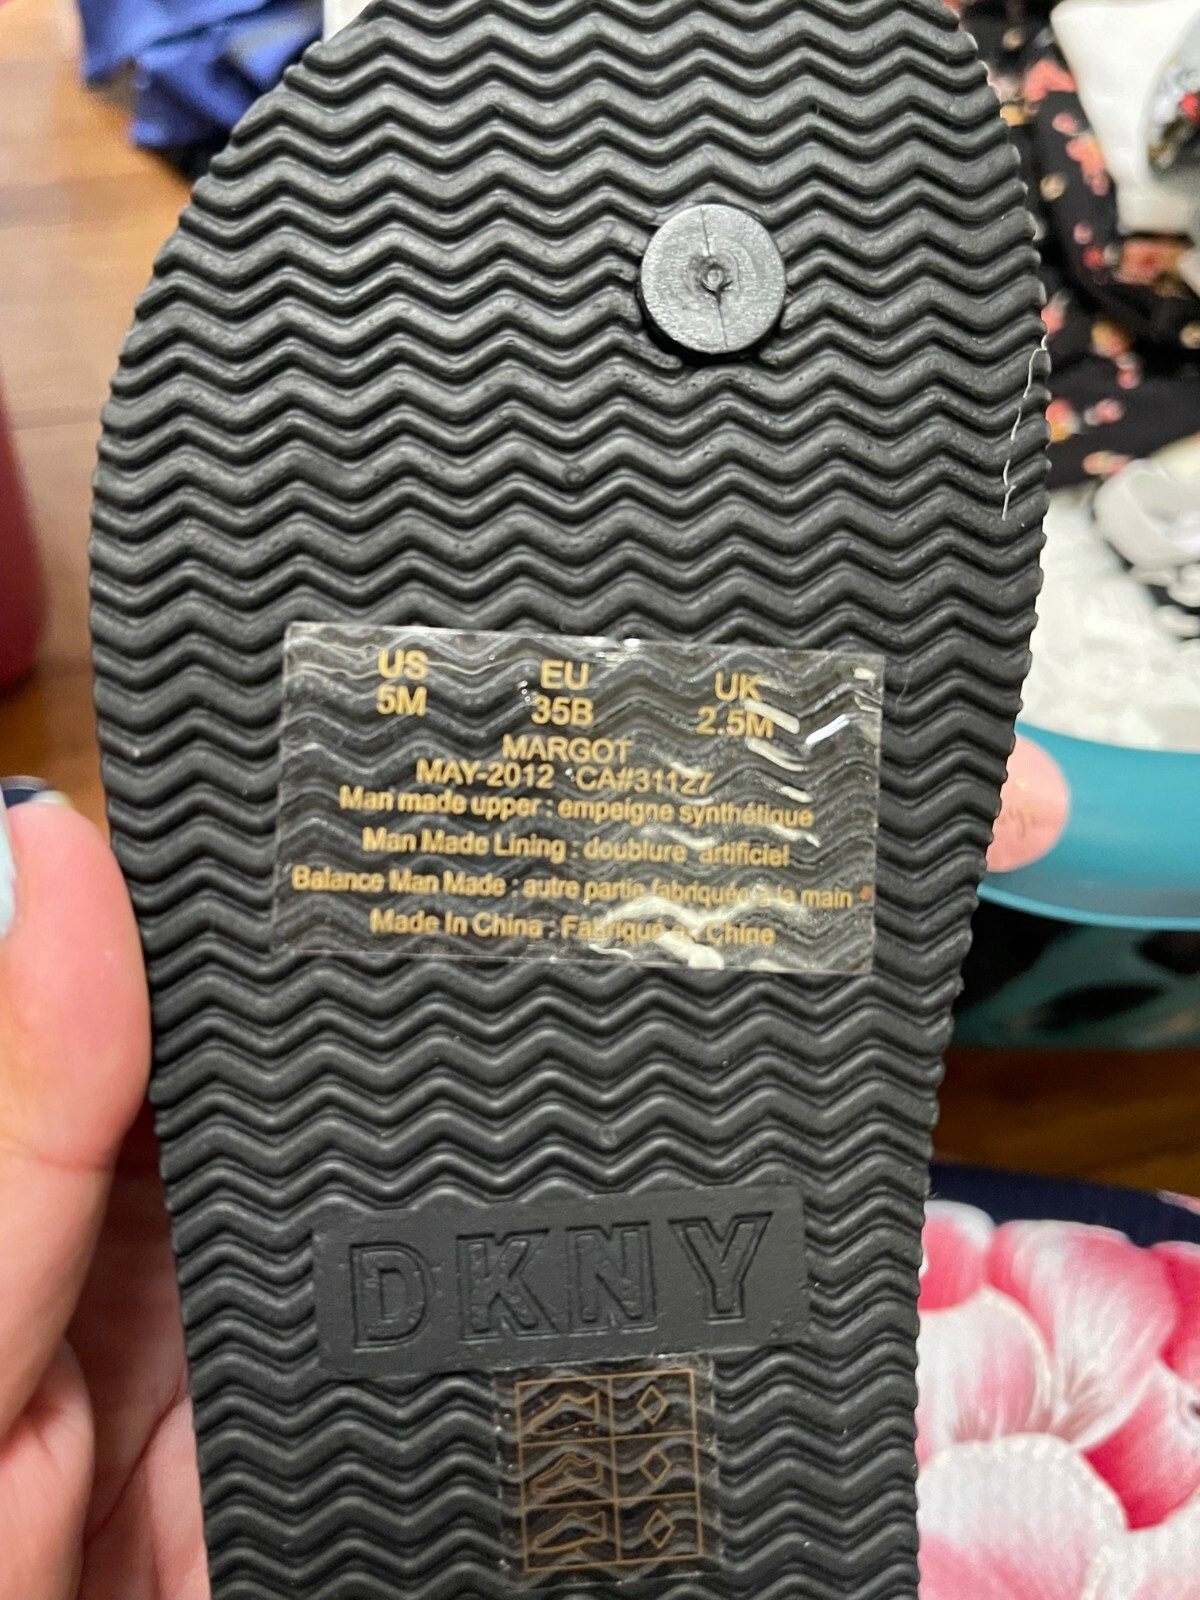 US EU UK
5M 35B 2.5M
MARGOT
MAY-2012 CA#31127
Man made upper : empeigne synthétique
Man Made Lining : doublure artificiel
Balance Man Made : autre partie fabriquée à la main
Made In China : Fabriqué en Chine
DKNY